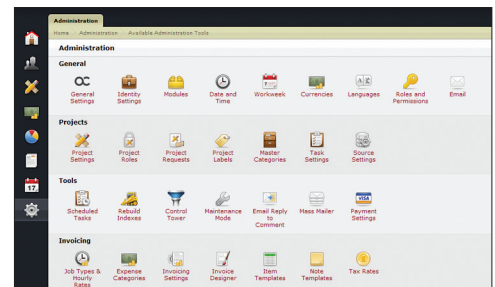 Administration
Home Administration Available Administration Tools
Administration
General
General Settings
Identity Settings
Modules
Date and Time
Workweek
Currencies
Languages
Roles and Permissions
Email
Projects
Project Settings
Project Roles
Project Requests
Project Labels
Master Categories
Task Settings
Source Settings
Tools
Scheduled Tasks
Rebuild Indexes
Control Tower
Maintenance Mode
Email Reply to Comment
Mass Mailer
VISA
Payment Settings
17
Invoicing
Job Types & Hourly Rates
Expense Categories
Invoicing Settings
Invoice Designer
Item Templates
Note Templates
Tax Rates